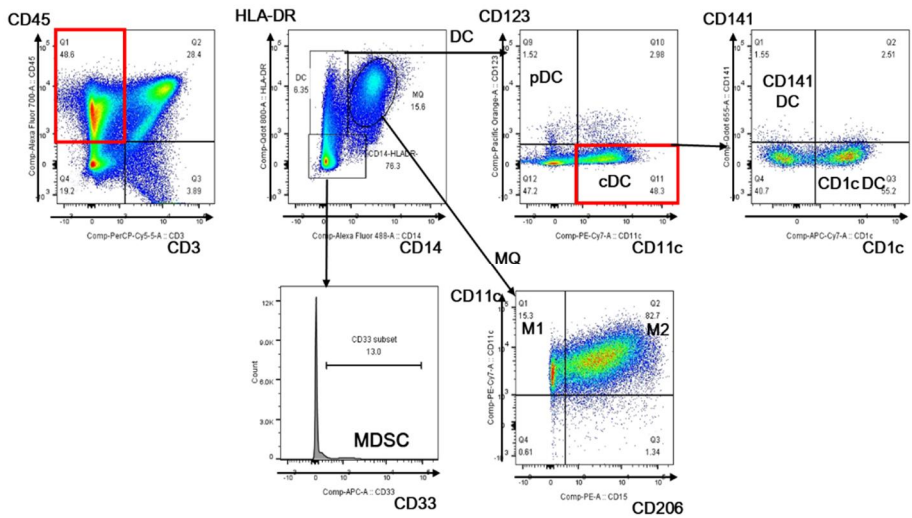 CD45
Q1
48.6
Q2
28.4
Q4
19.2
Q3
3.89
Comp-Alexa Fluor 700-A :: CD45
Comp-PerCP-Cy5-5-A :: CD3
CD3
HLA-DR
DC
6.35
MQ
15.6
CD14-HLADR-
76.3
Comp-Qdot 800-A :: HLA-DR
Comp-Alexa Fluor 488-A :: CD14
CD14
DC
CD123
Q9
1.52
Q10
2.98
pDC
cDC
Q12
47.2
Q11
48.3
Comp-Pacific Orange-A :: CD123
Comp-PE-Cy7-A :: CD11c
CD11c
CD141
Q1
1.55
Q2
2.51
CD141
DC
CD1c DC
Q4
40.7
Q3
55.2
Comp-Qdot 655-A :: CD141
Comp-APC-Cy7-A :: CD1c
CD1c
MQ
12K
9.0K
6.0K
3.0K
0
Count
CD33 subset
13.0
MDSC
Comp-APC-A :: CD33
CD33
CD11c
Q1
15.3
Q2
82.7
M1
M2
Q4
0.61
Q3
1.34
Comp-PE-Cy7-A :: CD11c
Comp-PE-A :: CD15
CD206